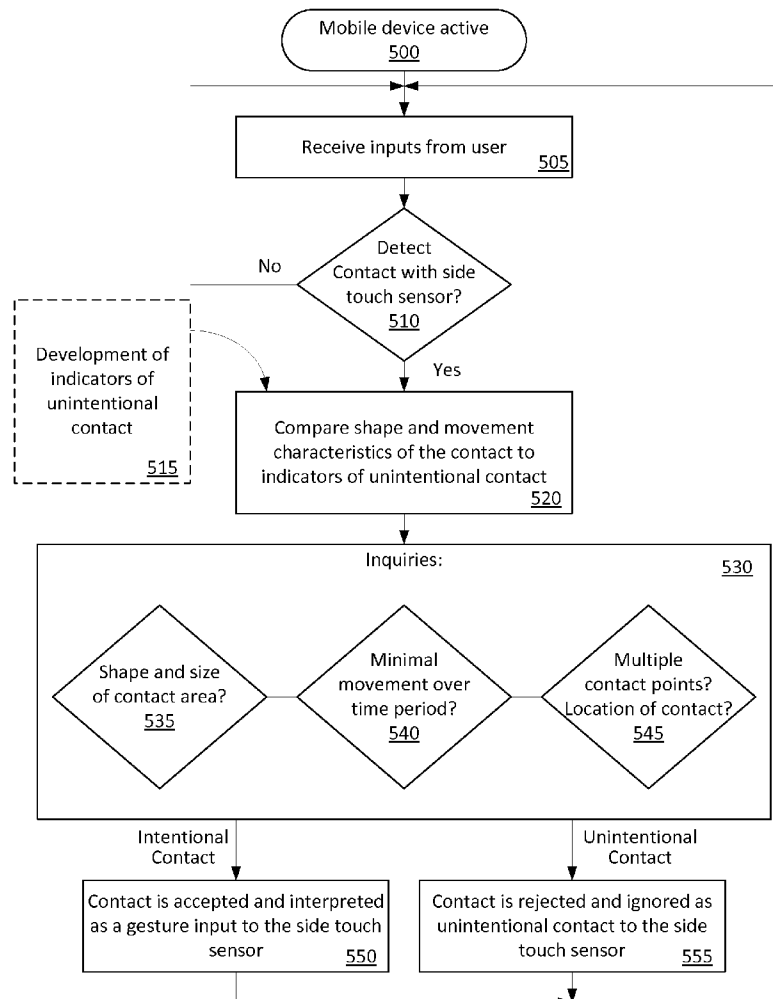 Mobile device active
500
Receive inputs from user
505
Detect
Contact with side
touch sensor?
510
No
Yes
Development of
indicators of
unintentional
contact
515
Compare shape and movement
characteristics of the contact to
indicators of unintentional contact
520
Inquiries:
530
Shape and size
of contact area?
535
Minimal
movement over
time period?
540
Multiple
contact points?
Location of contact?
545
Intentional
Contact
Unintentional
Contact
Contact is accepted and interpreted
as a gesture input to the side touch
sensor
550
Contact is rejected and ignored as
unintentional contact to the side
touch sensor
555